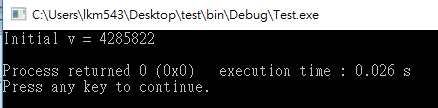 C:\Users\lkm543\Desktop\test\bin\Debug\Test.exe
Initial v = 4285822
Process returned 0 (0x0)   execution time : 0.026 s
Press any key to continue.